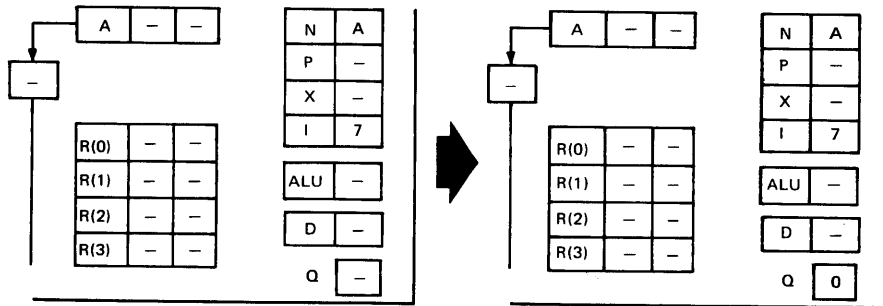 A — —
N A
P —
—
X —
I 7
R(0) — —
R(1) — —
ALU —
R(2) — —
D —
R(3) — —
Q —
A — —
N A
P —
—
X —
I 7
R(0) — —
R(1) — —
ALU —
R(2) — —
D —
R(3) — —
Q 0